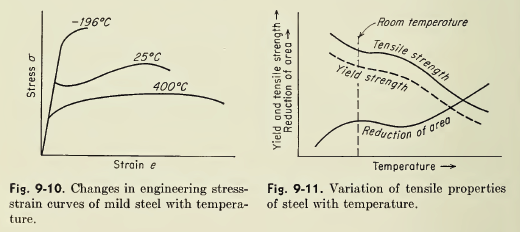 -196°C
25°C
400°C
Stress σ
Strain e
Room temperature
Tensile strength
Yield strength
Reduction of area
Yield and tensile strength →
Reduction of area →
Temperature →
Fig. 9-10. Changes in engineering stress-
strain curves of mild steel with tempera-
ture.
Fig. 9-11. Variation of tensile properties
of steel with temperature.